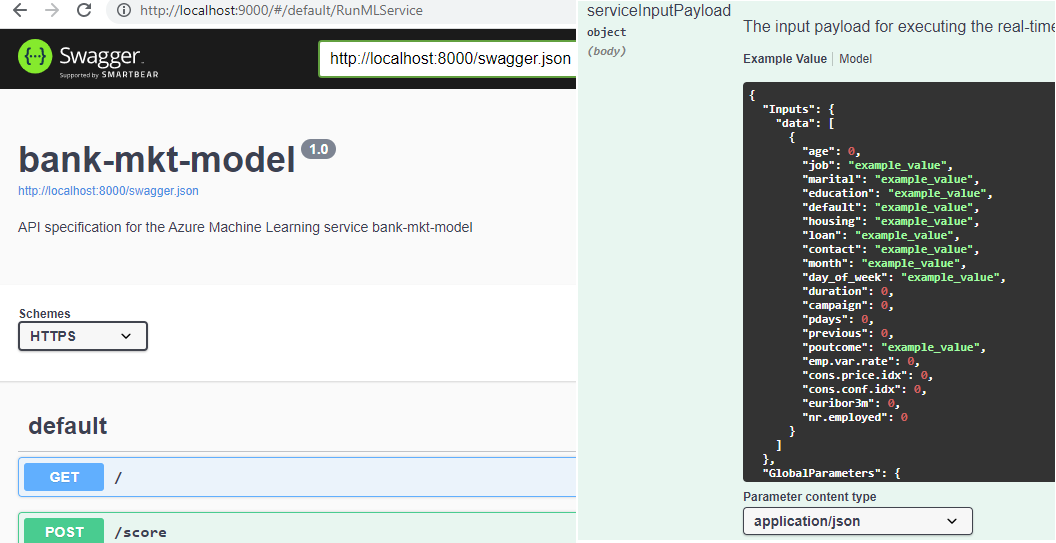 http://localhost:9000/#/default/RunMLService
{···} Swagger™
Supported by SMARTBEAR
http://localhost:8000/swagger.json
bank-mkt-model 1.0
http://localhost:8000/swagger.json
API specification for the Azure Machine Learning service bank-mkt-model
Schemes
HTTPS
default
GET /
POST /score
serviceInputPayload
object
(body)
The input payload for executing the real-time
Example Value | Model
{
"Inputs": {
"data": [
{
"age": 0,
"job": "example_value",
"marital": "example_value",
"education": "example_value",
"default": "example_value",
"housing": "example_value",
"loan": "example_value",
"contact": "example_value",
"month": "example_value",
"day_of_week": "example_value",
"duration": 0,
"campaign": 0,
"pdays": 0,
"previous": 0,
"poutcome": "example_value",
"emp.var.rate": 0,
"cons.price.idx": 0,
"cons.conf.idx": 0,
"euribor3m": 0,
"nr.employed": 0
}
]
},
"GlobalParameters": {
Parameter content type
application/json